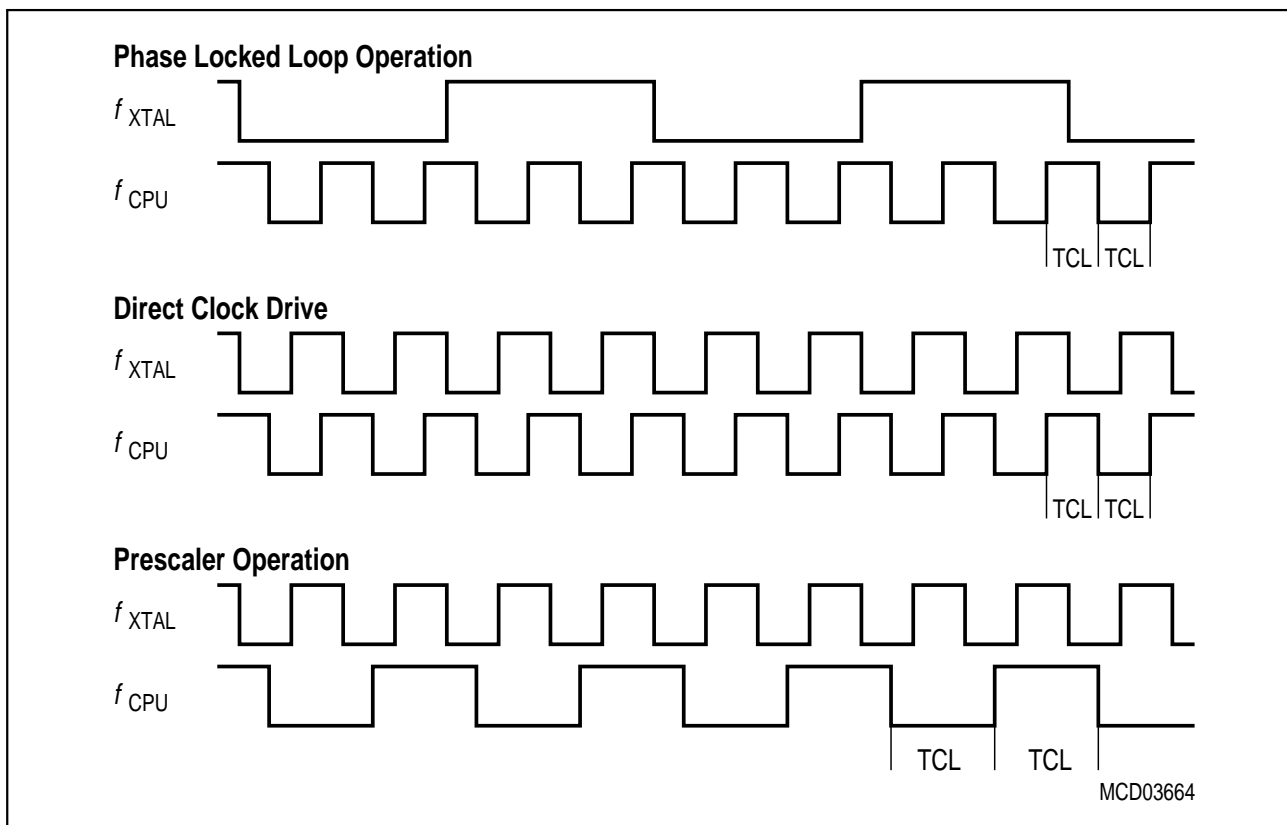 Phase Locked Loop Operation
f XTAL
f CPU
TCL TCL
Direct Clock Drive
f XTAL
f CPU
TCL TCL
Prescaler Operation
f XTAL
f CPU
TCL TCL
MCD03664